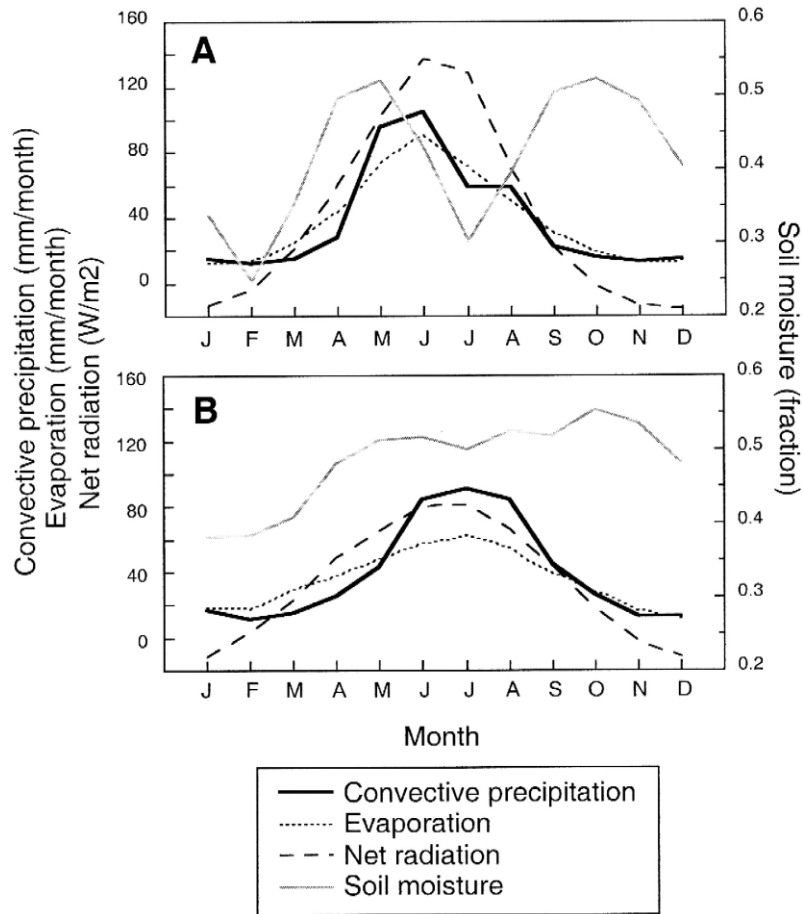 A
160
120
80
40
0
0.6
0.5
0.4
0.3
0.2
J F M A M J J A S O N D
B
160
120
80
40
0
0.6
0.5
0.4
0.3
0.2
J F M A M J J A S O N D
Convective precipitation (mm/month)
Evaporation (mm/month)
Net radiation (W/m2)
Soil moisture (fraction)
Month
Convective precipitation
Evaporation
Net radiation
Soil moisture